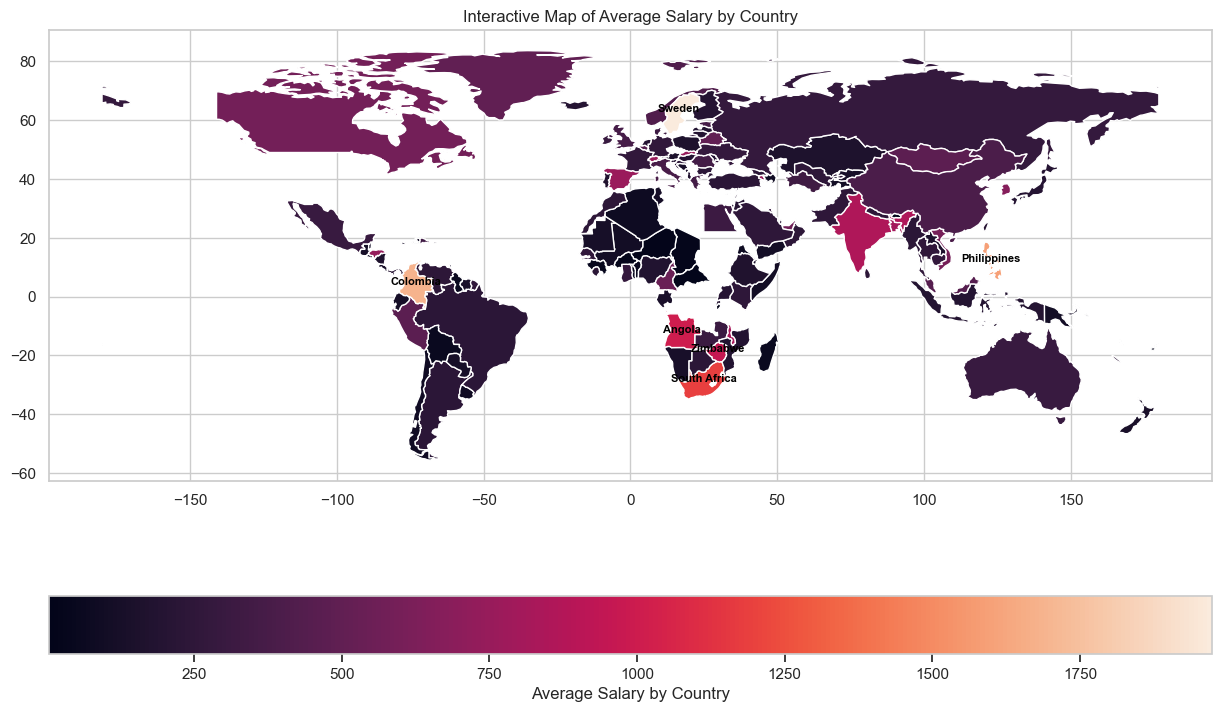 Interactive Map of Average Salary by Country
80
60
40
20
0
−20
−40
−60
Sweden
Philippines
Colombia
Angola
Zimbabwe
South Africa
−150 −100 −50 0 50 100 150
250 500 750 1000 1250 1500 1750
Average Salary by Country